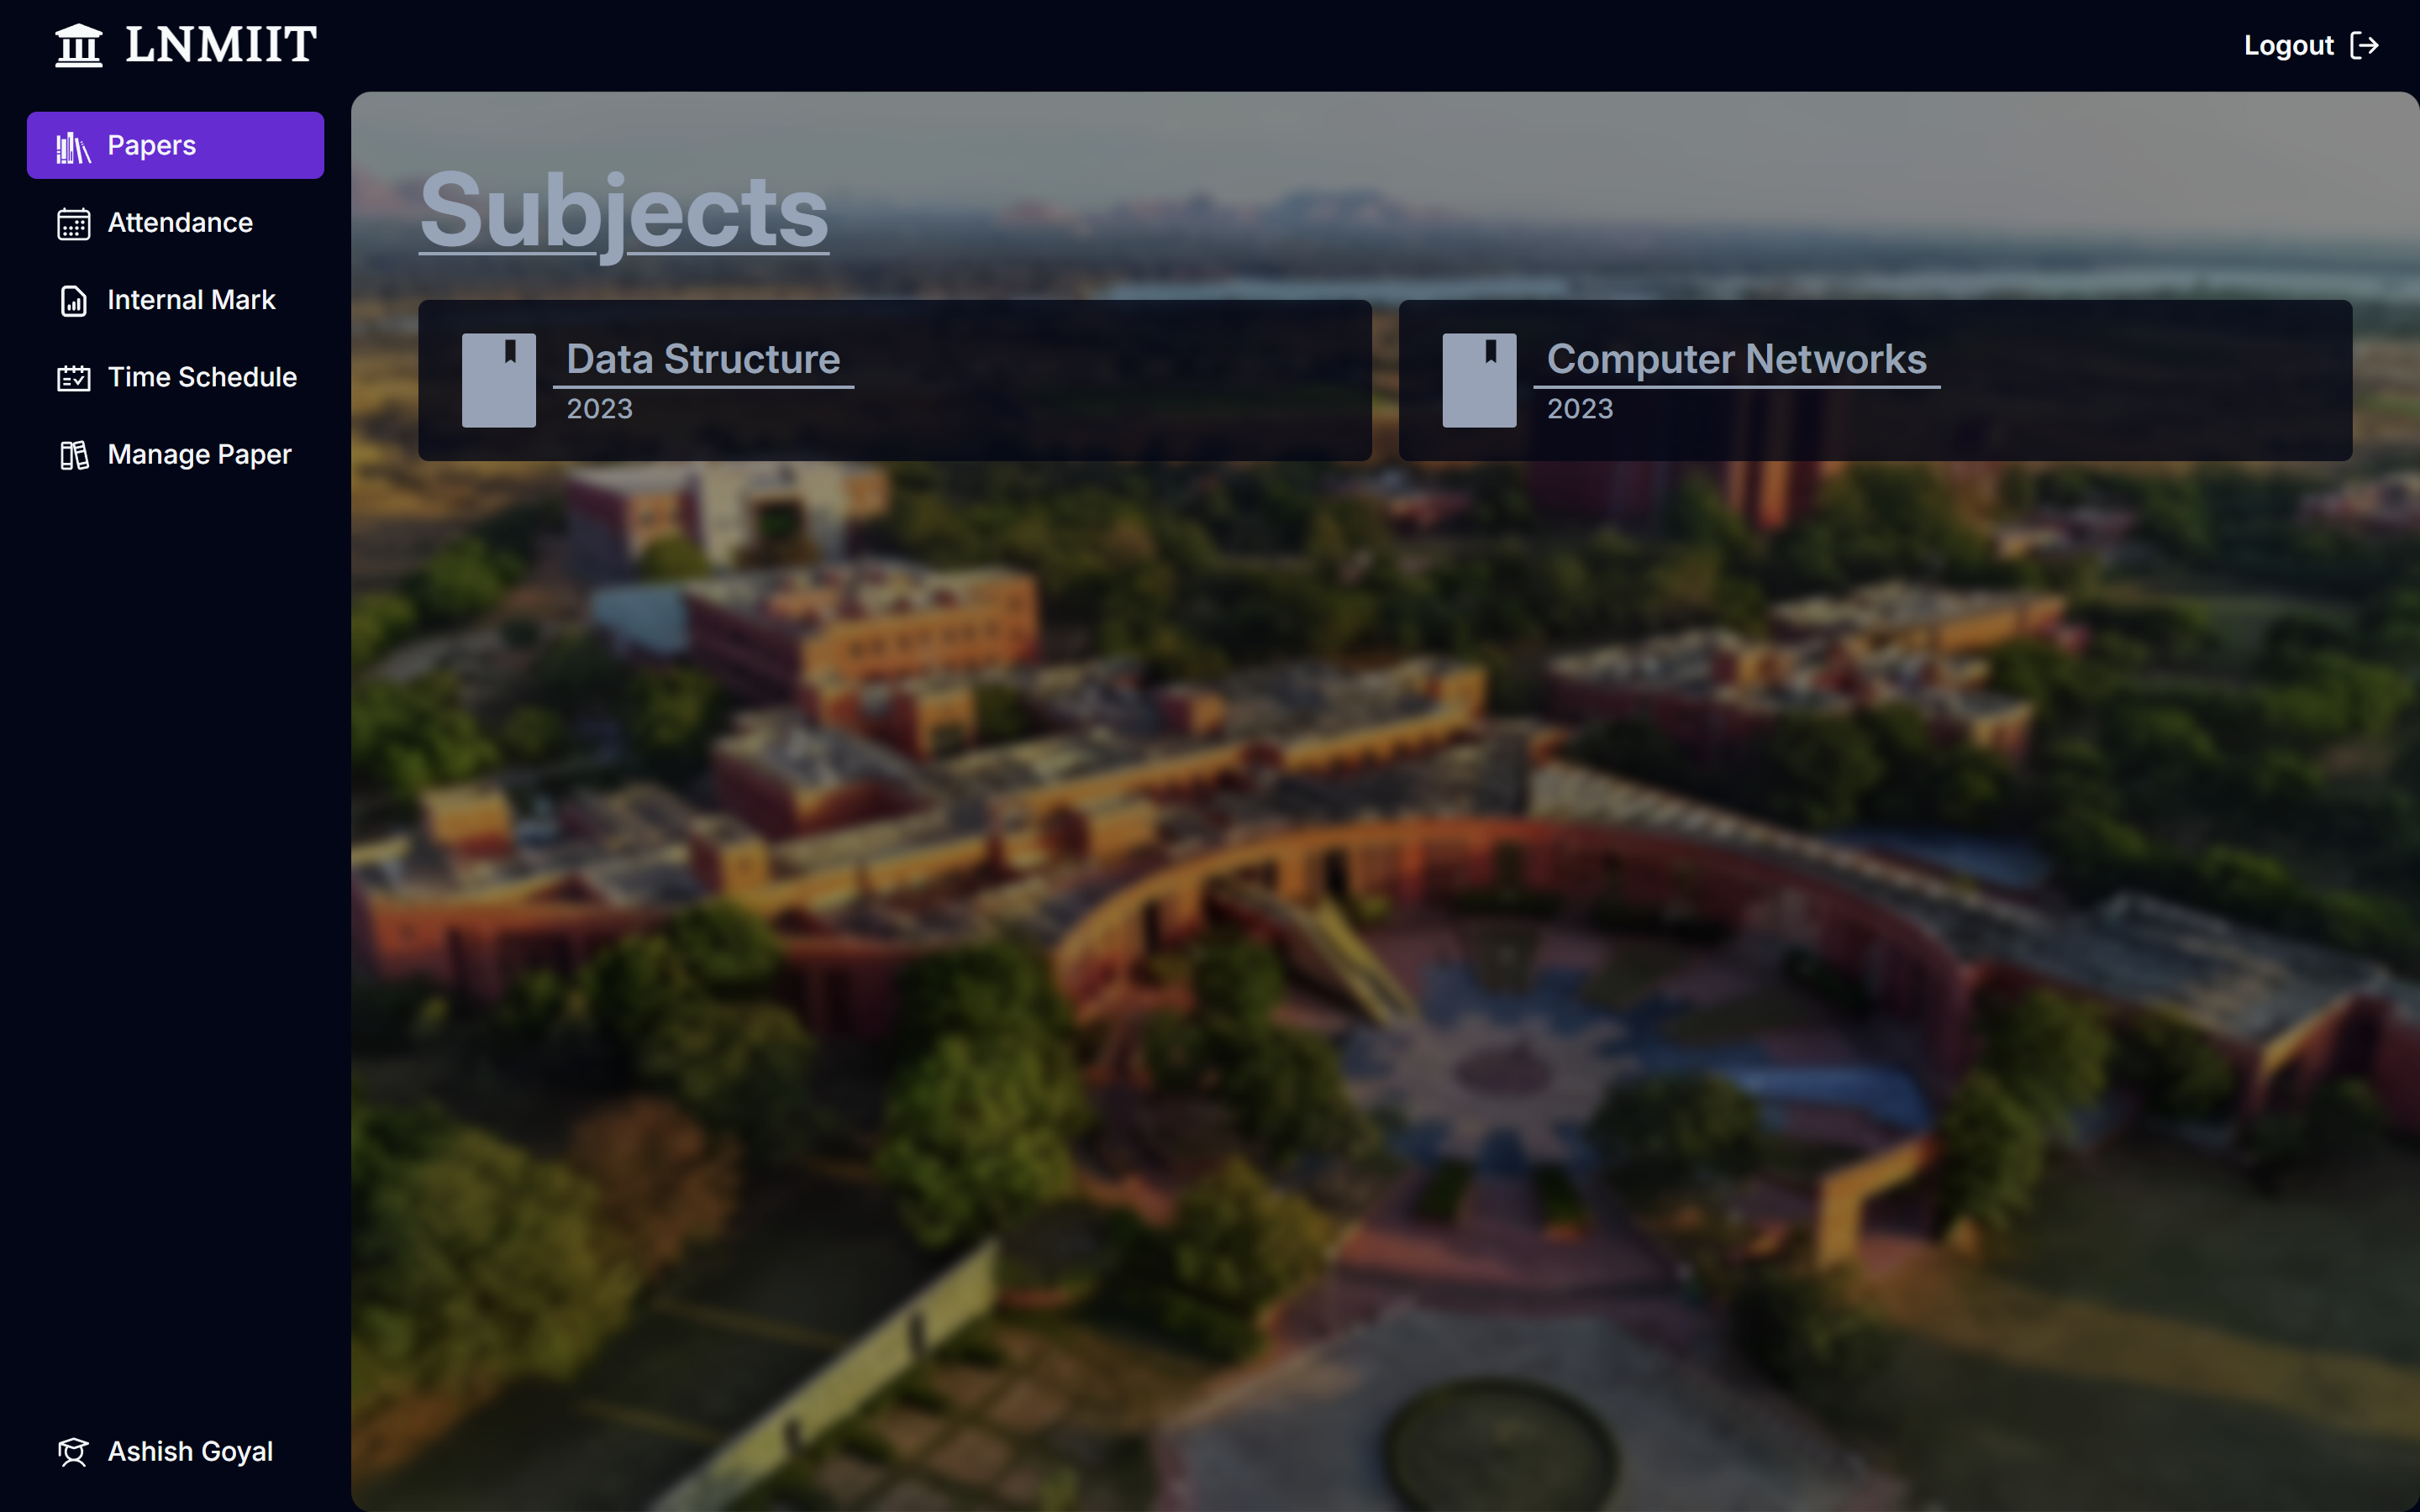 LNMIIT
Logout
Papers
Attendance
Internal Mark
Time Schedule
Manage Paper
Ashish Goyal
Subjects
Data Structure
2023
Computer Networks
2023